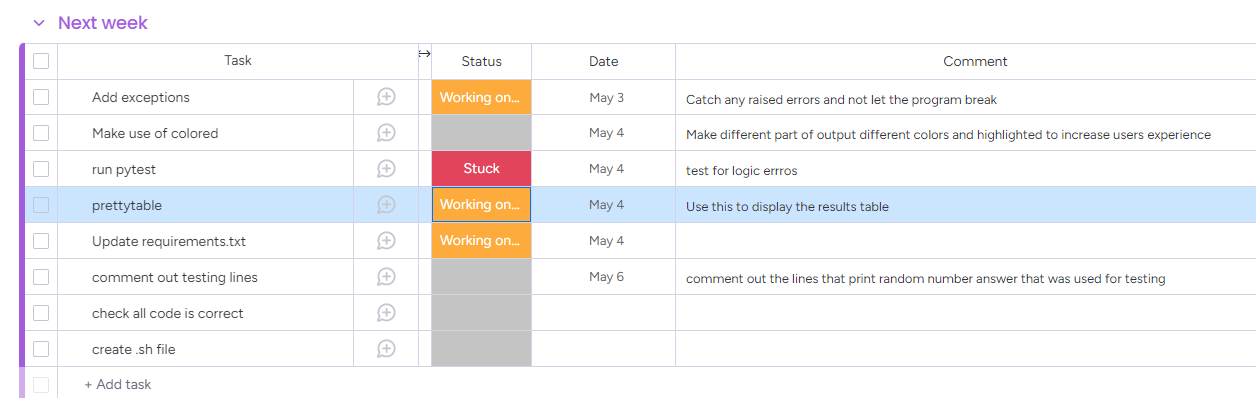 Next week
Task Status Date Comment
Add exceptions Working on... May 3 Catch any raised errors and not let the program break
Make use of colored May 4 Make different part of output different colors and highlighted to increase users experience
run pytest Stuck May 4 test for logic errros
prettytable Working on... May 4 Use this to display the results table
Update requirements.txt Working on... May 4
comment out testing lines May 6 comment out the lines that print random number answer that was used for testing
check all code is correct
create .sh file
+ Add task